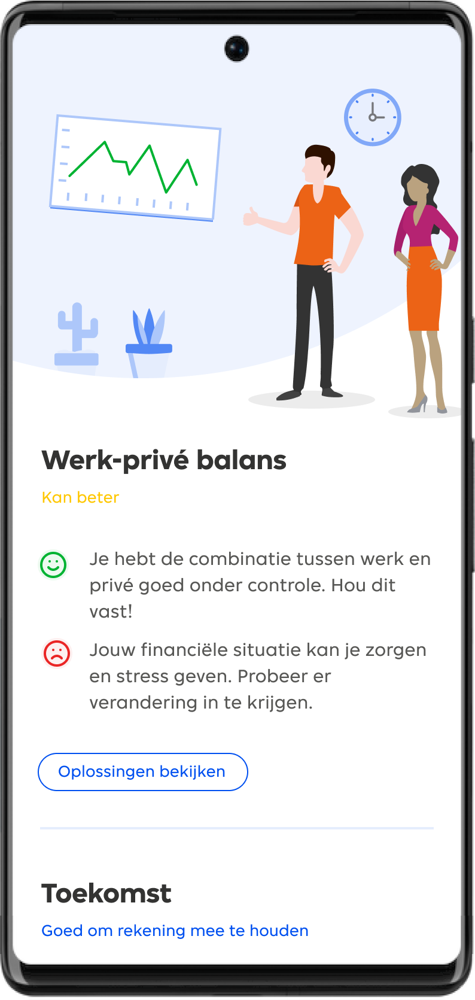 Werk-privé balans
Kan beter
Je hebt de combinatie tussen werk en
privé goed onder controle. Hou dit
vast!
Jouw financiële situatie kan je zorgen
en stress geven. Probeer er
verandering in te krijgen.
Oplossingen bekijken
Toekomst
Goed om rekening mee te houden